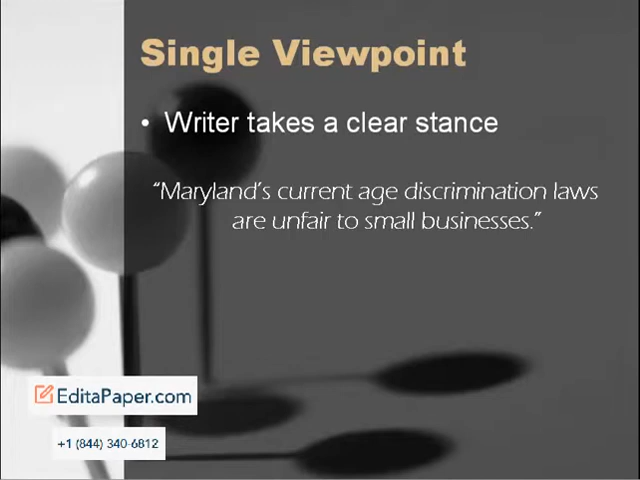 Single Viewpoint
• Writer takes a clear stance
“Maryland’s current age discrimination laws
are unfair to small businesses.”
EditaPaper.com
+1 (844) 340-6812